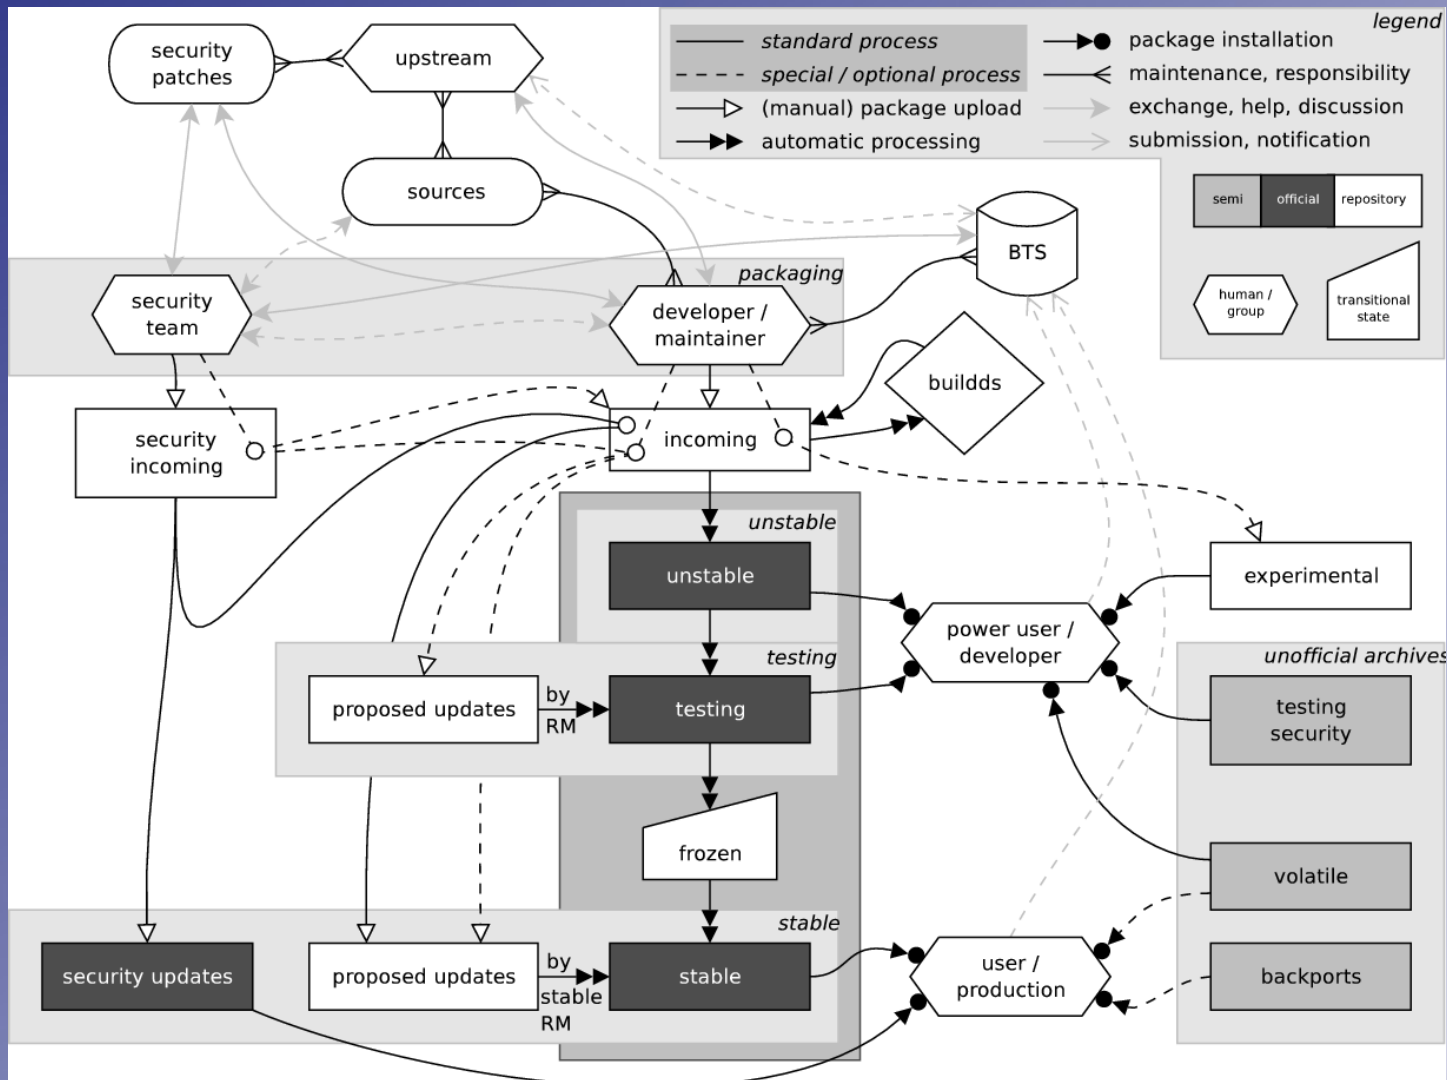 legend
standard process
special / optional process
(manual) package upload
automatic processing
package installation
maintenance, responsibility
exchange, help, discussion
submission, notification
semi
official
repository
human /
group
transitional
state
security
patches
upstream
sources
BTS
packaging
security
team
developer /
maintainer
buildds
security
incoming
incoming
unstable
unstable
experimental
power user /
developer
testing
unofficial archives
proposed updates
by
RM
testing
testing
security
frozen
volatile
stable
security updates
proposed updates
by
stable
RM
stable
user /
production
backports